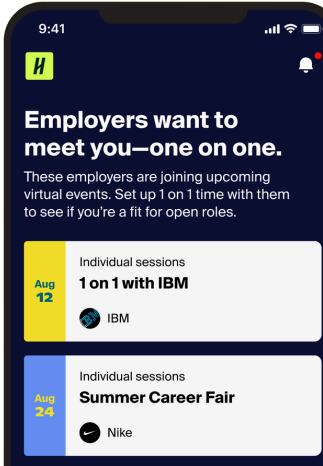 9:41
H
Employers want to
meet you—one on one.
These employers are joining upcoming
virtual events. Set up 1 on 1 time with them
to see if you're a fit for open roles.
Individual sessions
Aug
12
1 on 1 with IBM
IBM
IBM
Individual sessions
Aug
24
Summer Career Fair
Nike